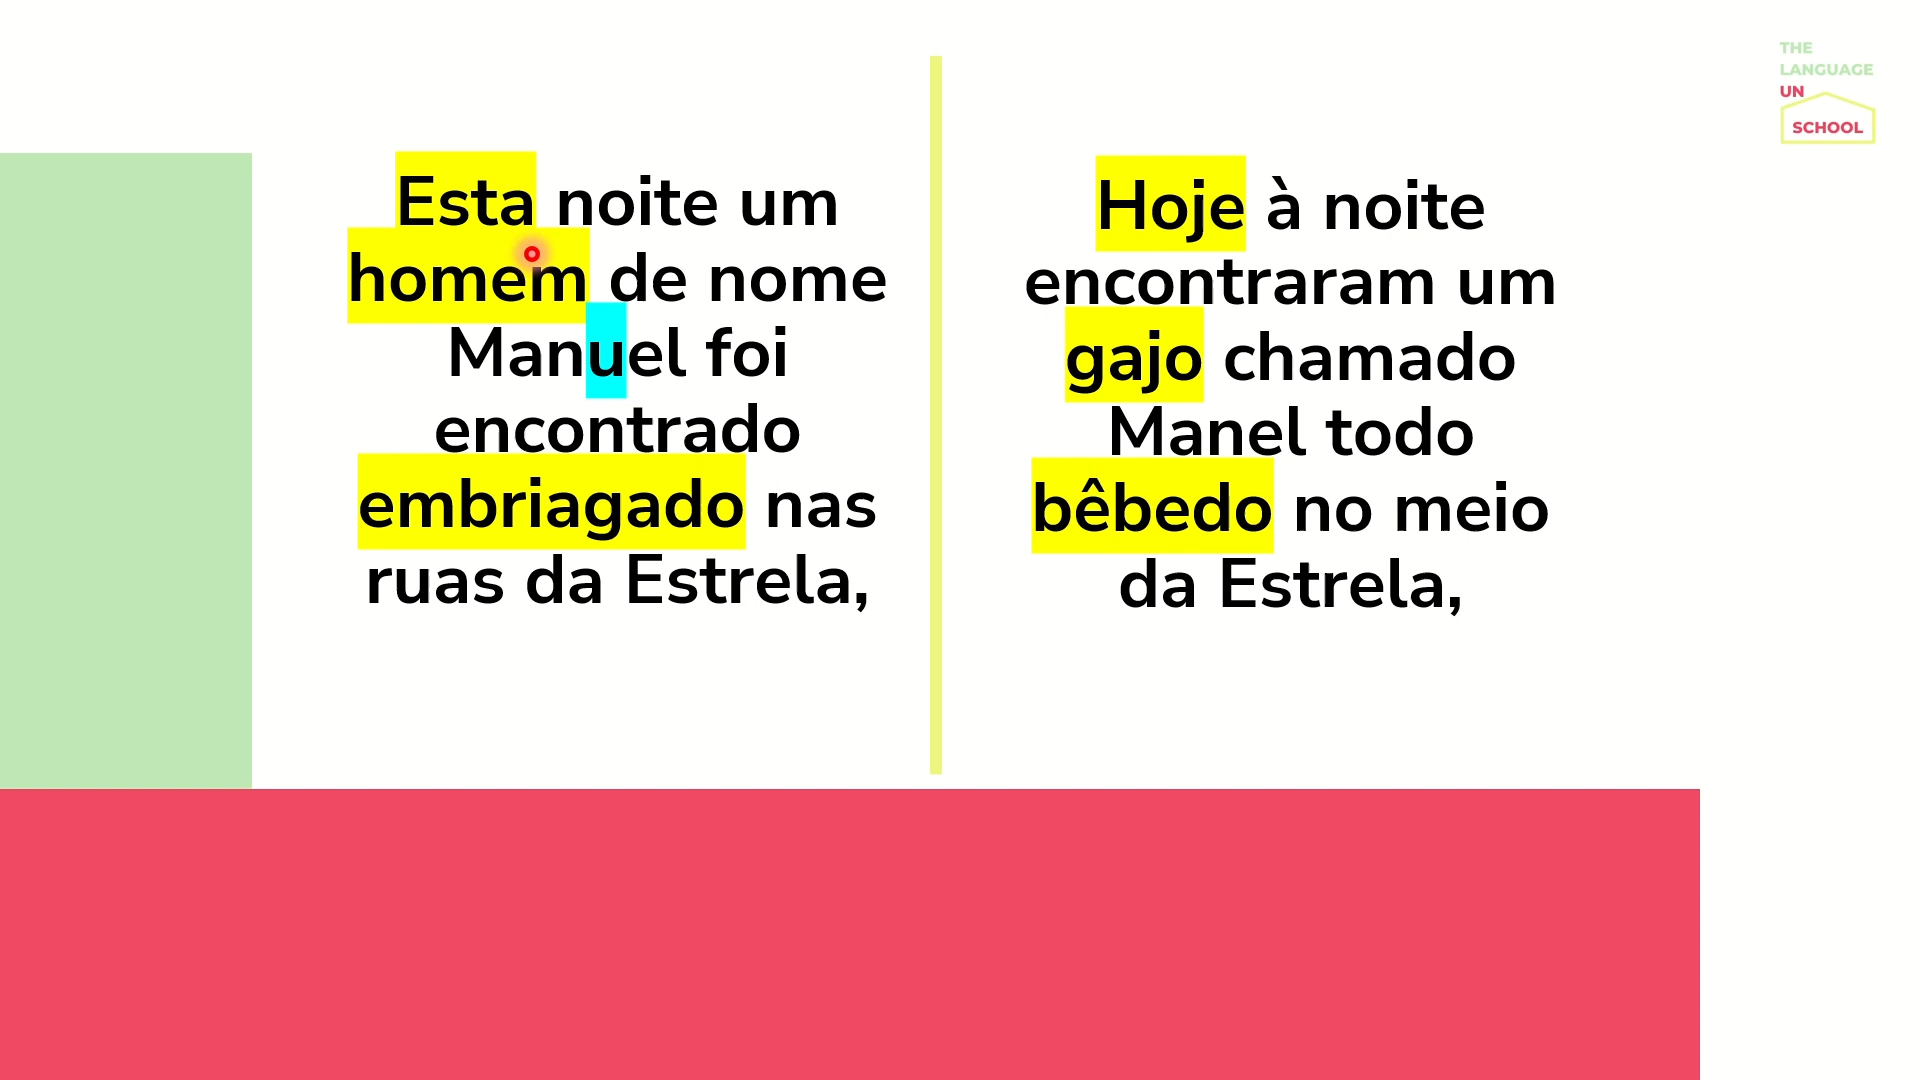 Esta noite um
homem de nome
Manuel foi
encontrado
embriagado nas
ruas da Estrela,
Hoje à noite
encontraram um
gajo chamado
Manel todo
bêbedo no meio
da Estrela,
THE
LANGUAGE
UN
SCHOOL